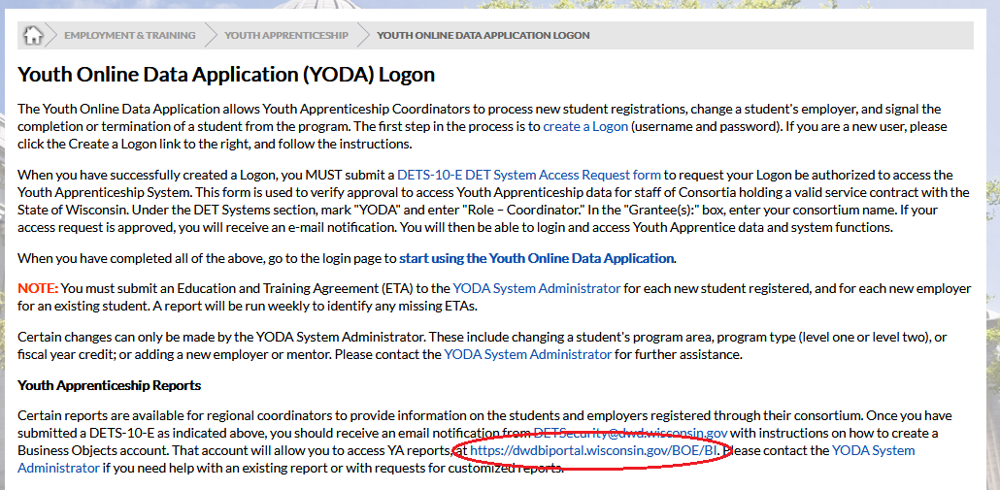 EMPLOYMENT & TRAINING YOUTH APPRENTICESHIP YOUTH ONLINE DATA APPLICATION LOGON
Youth Online Data Application (YODA) Logon
The Youth Online Data Application allows Youth Apprenticeship Coordinators to process new student registrations, change a student's employer, and signal the
completion or termination of a student from the program. The first step in the process is to create a Logon (username and password). If you are a new user, please
click the Create a Logon link to the right, and follow the instructions.
When you have successfully created a Logon, you MUST submit a DETS-10-E DET System Access Request form to request your Logon be authorized to access the
Youth Apprenticeship System. This form is used to verify approval to access Youth Apprenticeship data for staff of Consortia holding a valid service contract with the
State of Wisconsin. Under the DET Systems section, mark "YODA" and enter "Role – Coordinator." In the "Grantee(s):" box, enter your consortium name. If your
access request is approved, you will receive an e-mail notification. You will then be able to login and access Youth Apprentice data and system functions.
When you have completed all of the above, go to the login page to start using the Youth Online Data Application.
NOTE: You must submit an Education and Training Agreement (ETA) to the YODA System Administrator for each new student registered, and for each new employer
for an existing student. A report will be run weekly to identify any missing ETAs.
Certain changes can only be made by the YODA System Administrator. These include changing a student's program area, program type (level one or level two), or
fiscal year credit; or adding a new employer or mentor. Please contact the YODA System Administrator for further assistance.
Youth Apprenticeship Reports
Certain reports are available for regional coordinators to provide information on the students and employers registered through their consortium. Once you have
submitted a DETS-10-E as indicated above, you should receive an email notification from DETSecurity@dwd.wisconsin.gov with instructions on how to create a
Business Objects account. That account will allow you to access YA reports, at https://dwdbiportal.wisconsin.gov/BOE/BI. Please contact the YODA System
Administrator if you need help with an existing report or with requests for customized reports.